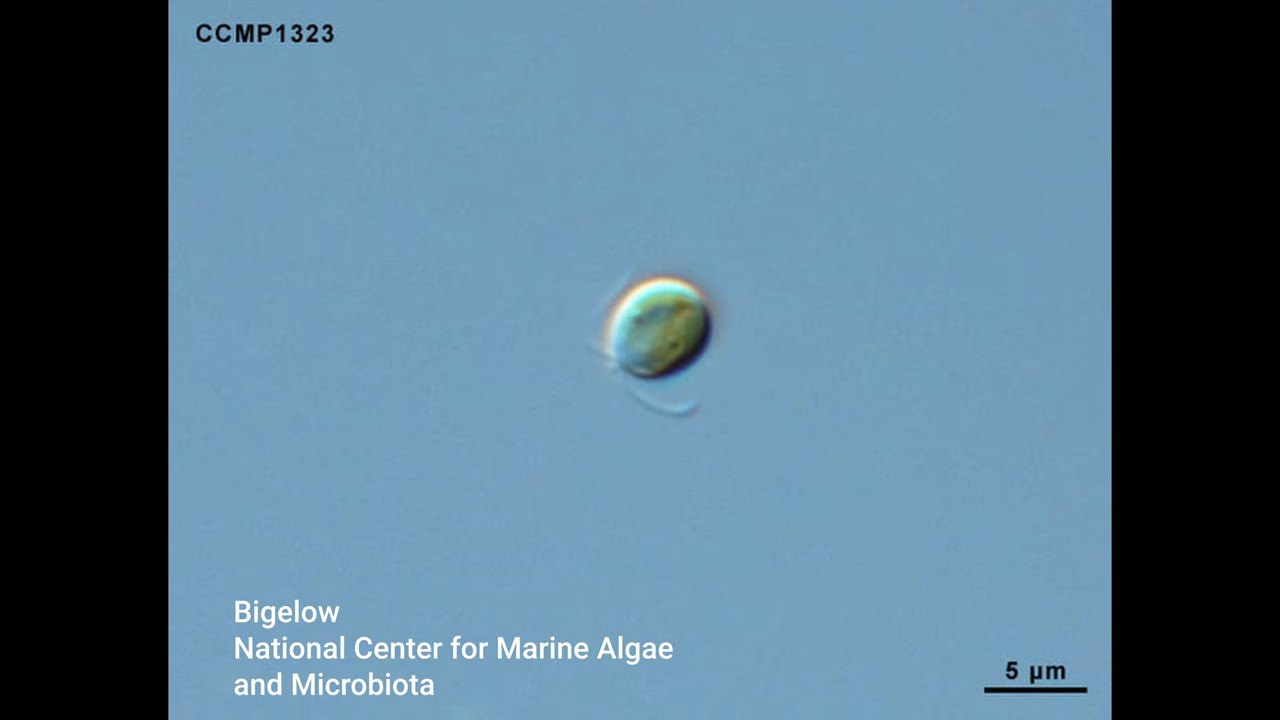 CCMP1323
Bigelow
National Center for Marine Algae
and Microbiota
5 µm